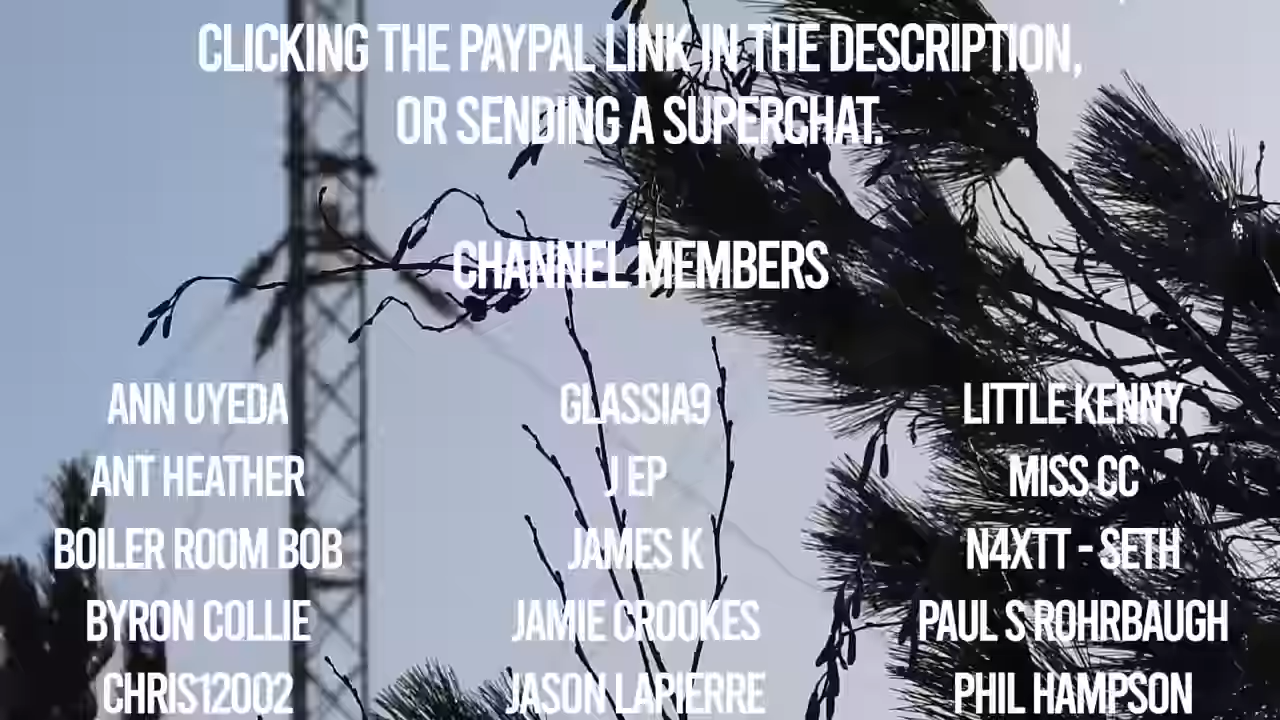 CLICKING THE PAYPAL LINK IN THE DESCRIPTION,
OR SENDING A SUPERCHAT.
CHANNEL MEMBERS
ANN UYEDA GLASSIA9 LITTLE KENNY
ANT HEATHER J EP MISS CC
BOILER ROOM BOB JAMES K N4XTT - SETH
BYRON COLLIE JAMIE CROOKES PAUL S ROHRBAUGH
CHRIS12002 JASON LAPIERRE PHIL HAMPSON